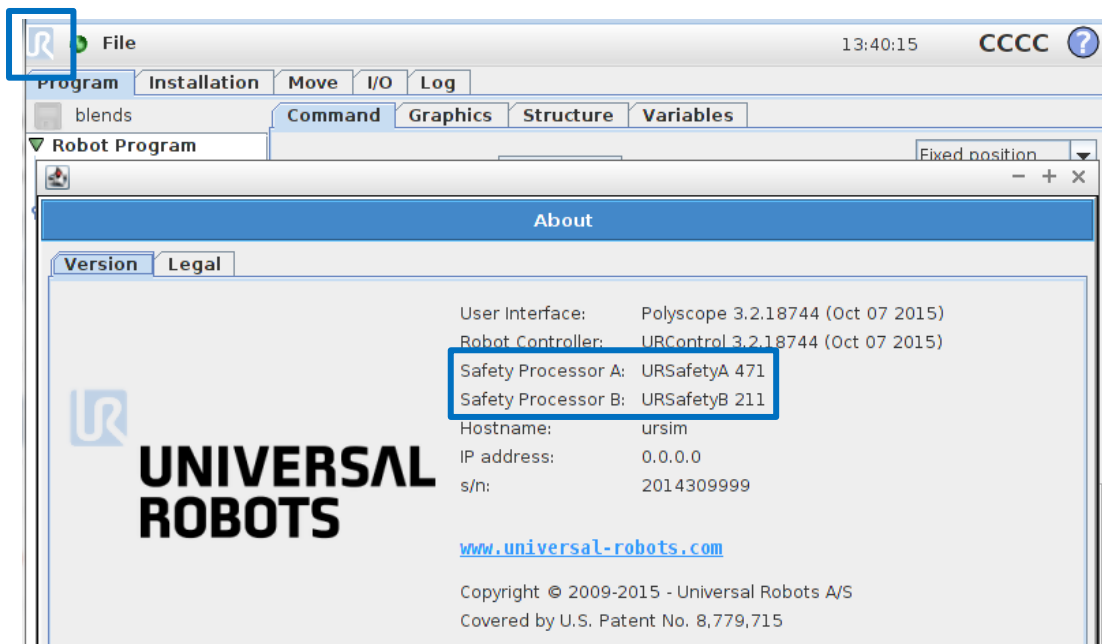 UR File 13:40:15 CCCC ?
Program Installation Move I/O Log
blends Command Graphics Structure Variables
Robot Program
Fixed position
About
Version Legal
User Interface: Polyscope 3.2.18744 (Oct 07 2015)
Robot Controller: URControl 3.2.18744 (Oct 07 2015)
Safety Processor A: URSafetyA 471
Safety Processor B: URSafetyB 211
Hostname: ursim
IP address: 0.0.0.0
s/n: 2014309999
UR
UNIVERSAL
ROBOTS
www.universal-robots.com
Copyright © 2009-2015 - Universal Robots A/S
Covered by U.S. Patent No. 8,779,715